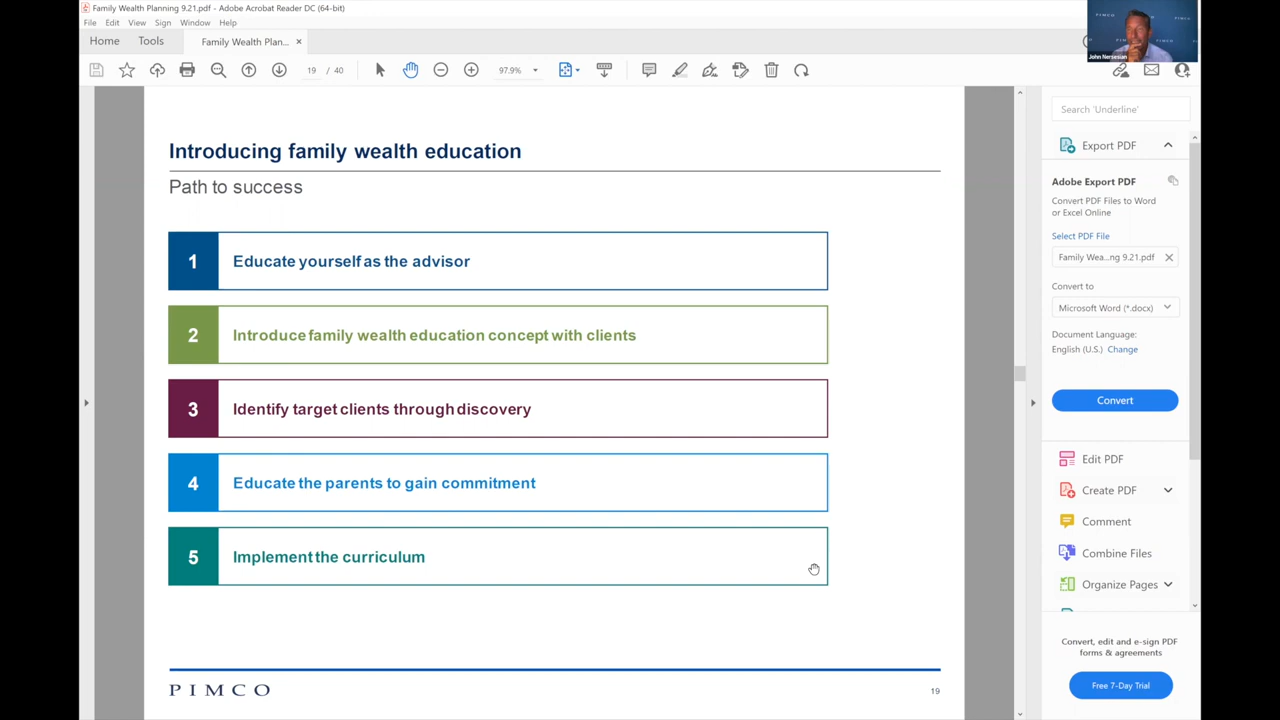 Family Wealth Planning 9.21.pdf - Adobe Acrobat Reader DC (64-bit)
File Edit View Sign Window Help
Home Tools Family Wealth Plan... ×
19 / 40 97.9%
PIMCO
John Nersesian
Introducing family wealth education
Path to success
1 Educate yourself as the advisor
2 Introduce family wealth education concept with clients
3 Identify target clients through discovery
4 Educate the parents to gain commitment
5 Implement the curriculum
PIMCO
19
Search 'Underline'
Export PDF
Adobe Export PDF
Convert PDF Files to Word
or Excel Online
Select PDF File
Family Wea...ng 9.21.pdf
Convert to
Microsoft Word (*.docx)
Document Language:
English (U.S.) Change
Convert
Edit PDF
Create PDF
Comment
Combine Files
Organize Pages
Convert, edit and e-sign PDF
forms & agreements
Free 7-Day Trial